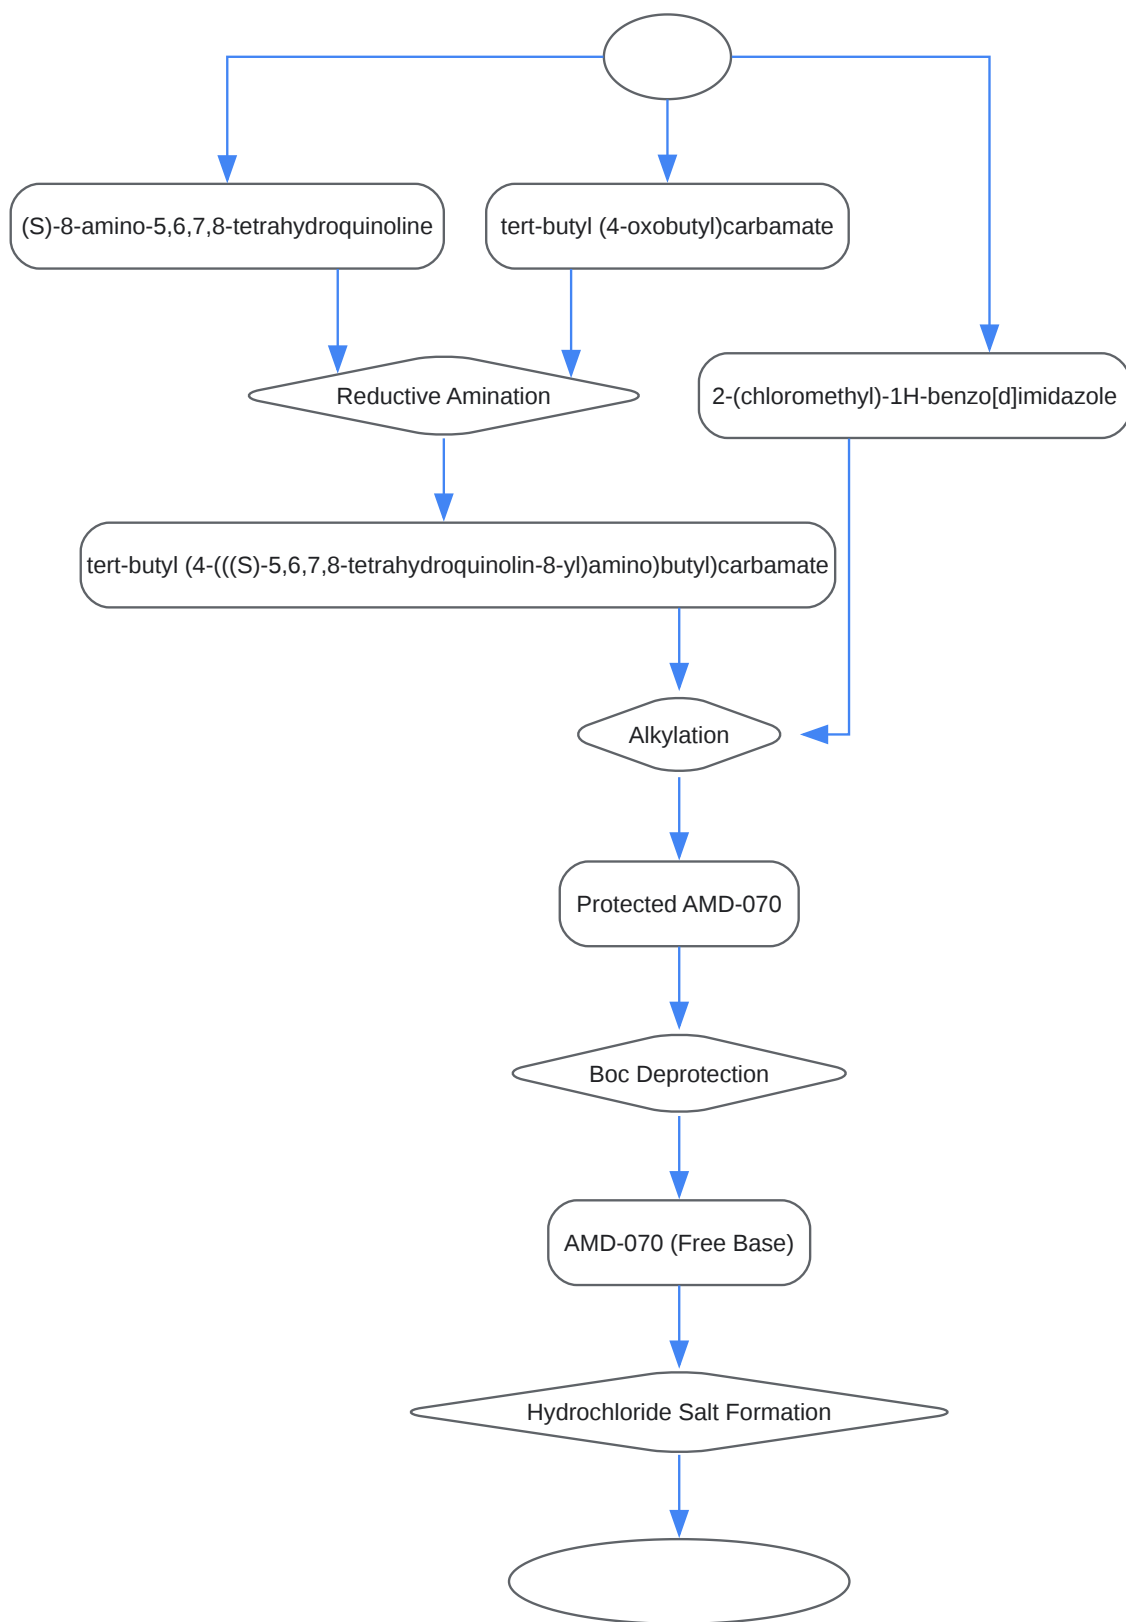 (S)-8-amino-5,6,7,8-tetrahydroquinoline
tert-butyl (4-oxobutyl)carbamate
Reductive Amination
2-(chloromethyl)-1H-benzo[d]imidazole
tert-butyl (4-(((S)-5,6,7,8-tetrahydroquinolin-8-yl)amino)butyl)carbamate
Alkylation
Protected AMD-070
Boc Deprotection
AMD-070 (Free Base)
Hydrochloride Salt Formation